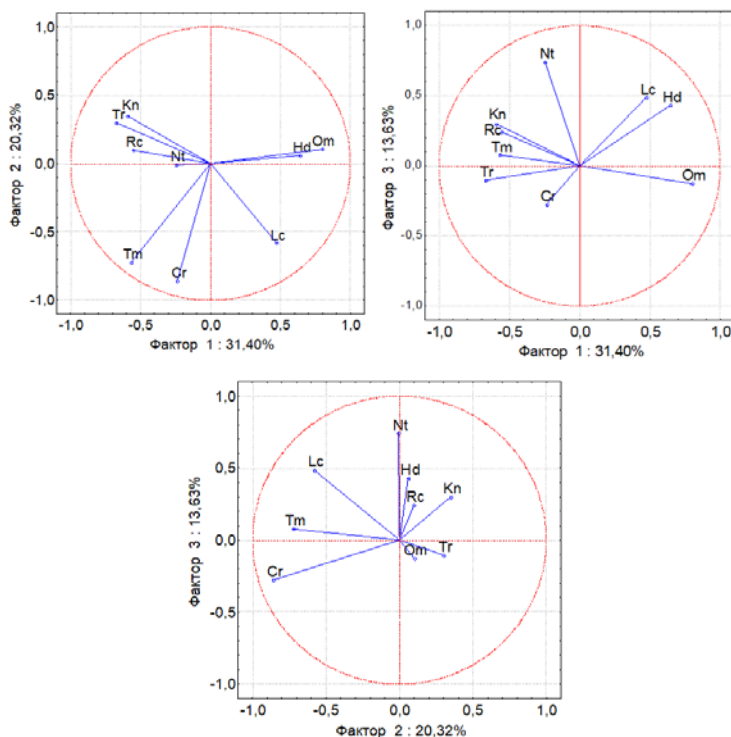 1,0
0,5
0,0
-0,5
-1,0
Фактор 2 : 20,32%
Kn
Tr
Rc
Nt
Om
Hd
Lc
Tm
Cr
-1,0 -0,5 0,0 0,5 1,0
Фактор 1 : 31,40%
1,0
0,5
0,0
-0,5
-1,0
Фактор 3 : 13,63%
Nt
Lc
Hd
Kn
Rc
Tm
Tr
Om
Cr
-1,0 -0,5 0,0 0,5 1,0
Фактор 1 : 31,40%
1,0
0,5
0,0
-0,5
-1,0
Фактор 3 : 13,63%
Nt
Lc
Hd
Rc
Kn
Tm
Om
Tr
Cr
-1,0 -0,5 0,0 0,5 1,0
Фактор 2 : 20,32%